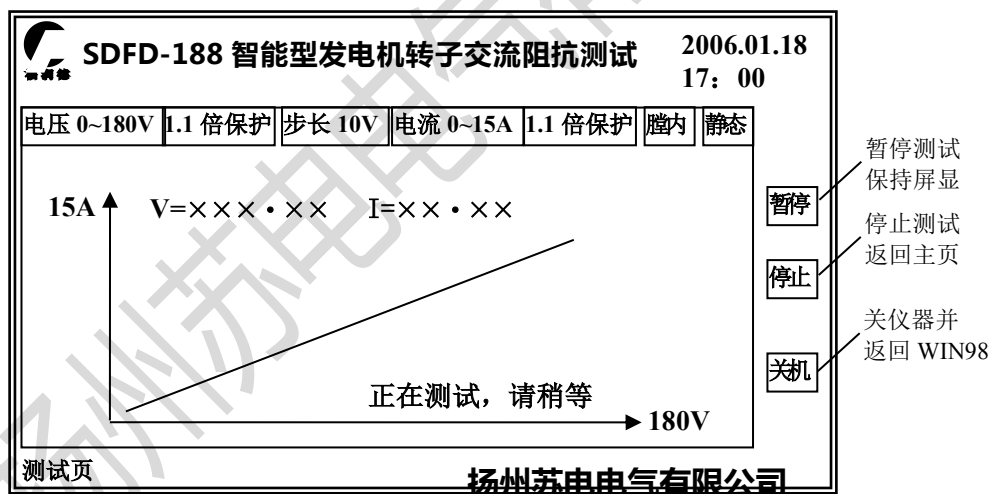 SDFD-188 智能型发电机转子交流阻抗测试
2006.01.18
17：00
电压 0~180V 1.1 倍保护 步长 10V 电流 0~15A 1.1 倍保护 膛内 静态
15A V=×××·×× I=××·××
暂停
暂停测试
保持屏显
停止
停止测试
返回主页
关机
关仪器并
返回 WIN98
正在测试，请稍等
180V
测试页
扬州苏电电气有限公司